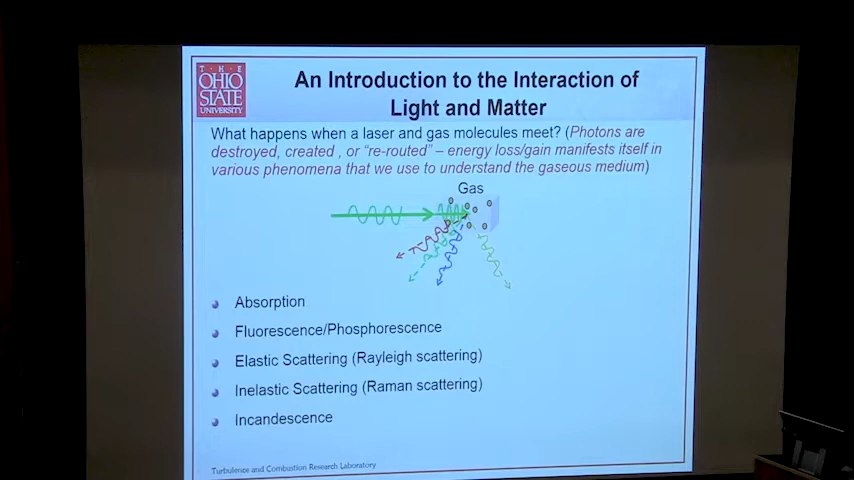 T · H · E
OHIO
STATE
UNIVERSITY
An Introduction to the Interaction of
Light and Matter
What happens when a laser and gas molecules meet? (Photons are
destroyed, created , or "re-routed" – energy loss/gain manifests itself in
various phenomena that we use to understand the gaseous medium)
Gas
Absorption
Fluorescence/Phosphorescence
Elastic Scattering (Rayleigh scattering)
Inelastic Scattering (Raman scattering)
Incandescence
Turbulence and Combustion Research Laboratory